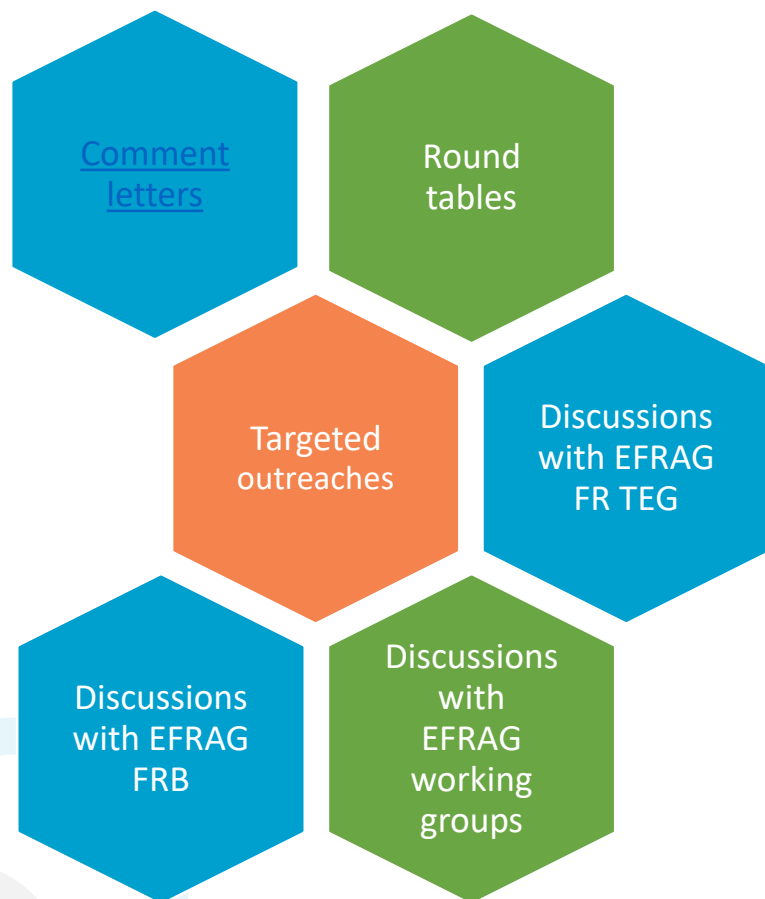 Comment
letters
Round
tables
Targeted
outreaches
Discussions
with EFRAG
FR TEG
Discussions
with EFRAG
FRB
Discussions
with
EFRAG
working
groups